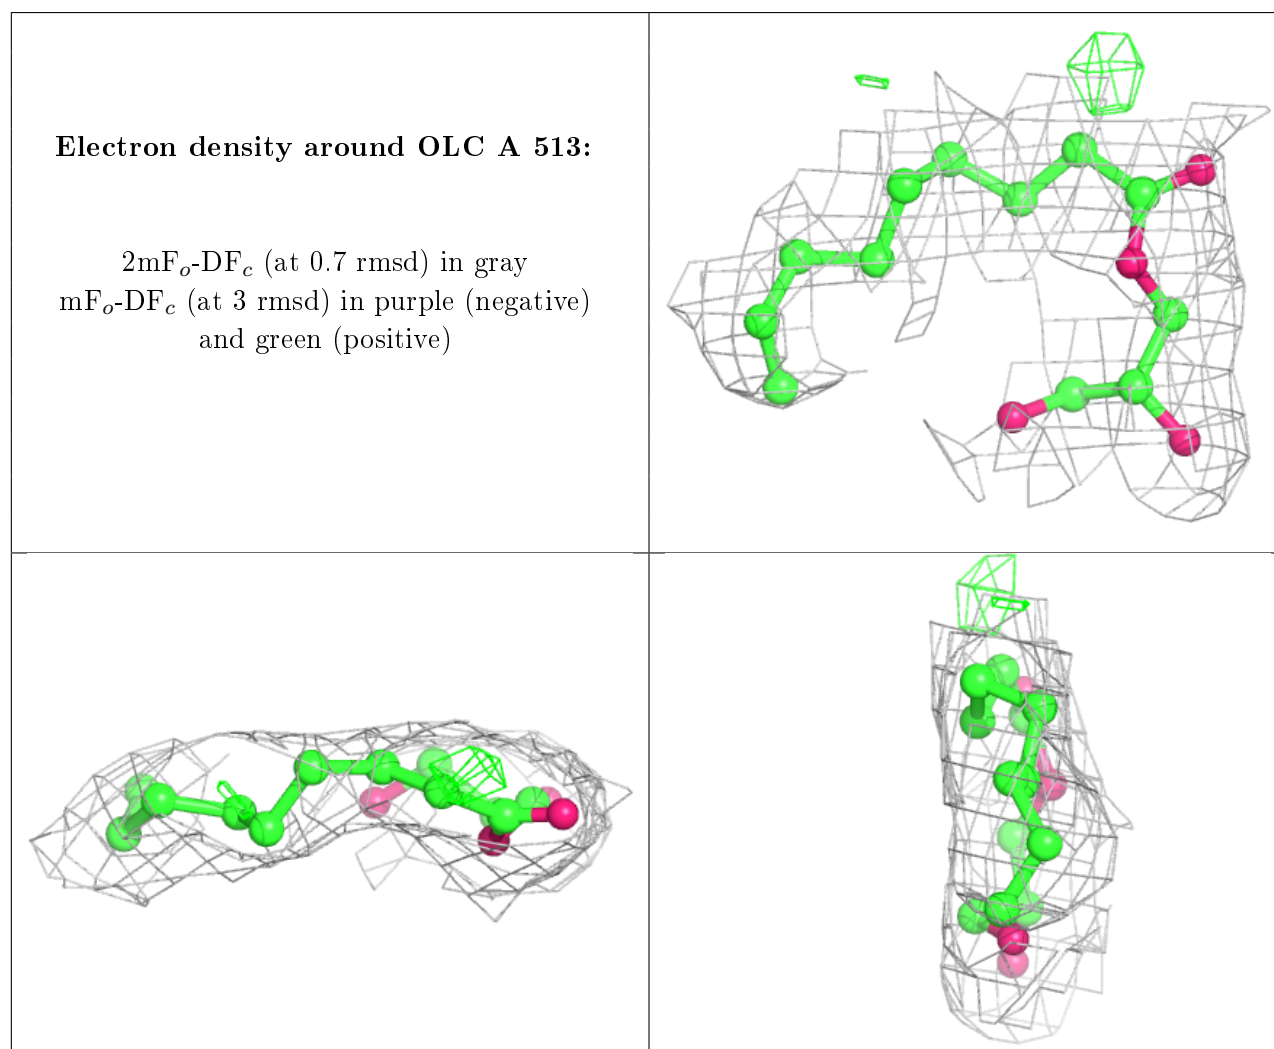 Electron density around OLC A 513:
2mFₒ-DF𝒸 (at 0.7 rmsd) in gray
mFₒ-DF𝒸 (at 3 rmsd) in purple (negative)
and green (positive)